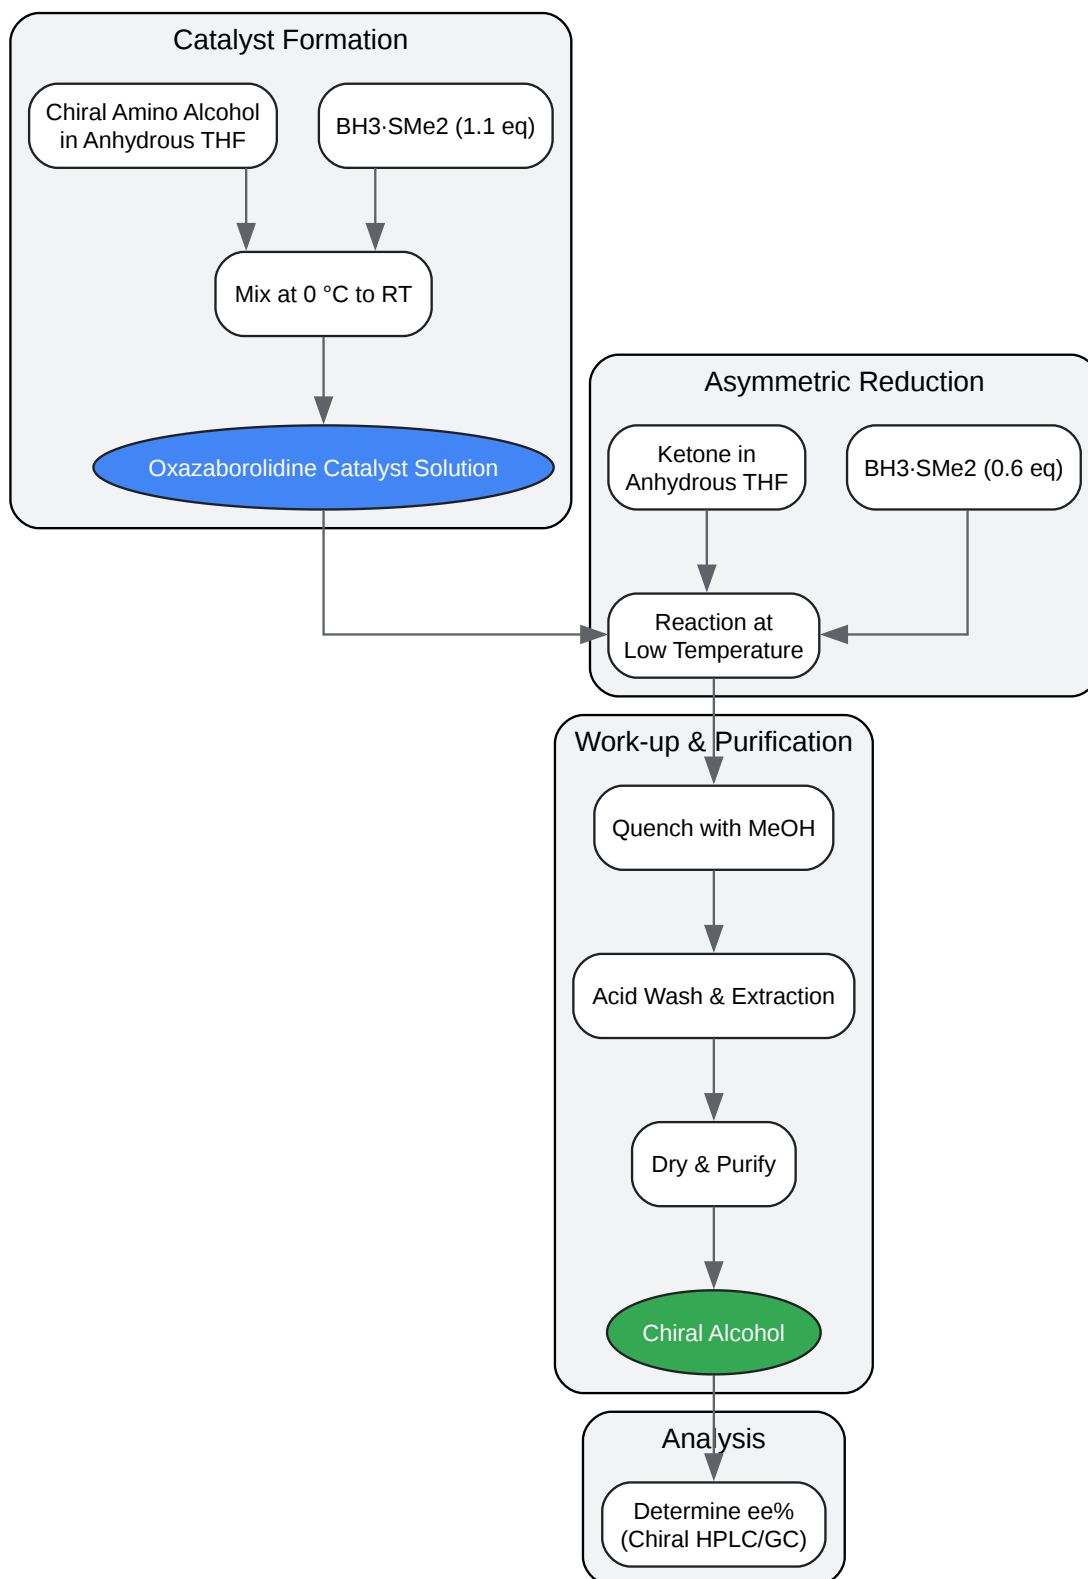 Catalyst Formation
Chiral Amino Alcohol
in Anhydrous THF
BH3·SMe2 (1.1 eq)
Mix at 0 °C to RT
Oxazaborolidine Catalyst Solution
Asymmetric Reduction
Ketone in
Anhydrous THF
BH3·SMe2 (0.6 eq)
Reaction at
Low Temperature
Work-up & Purification
Quench with MeOH
Acid Wash & Extraction
Dry & Purify
Chiral Alcohol
Analysis
Determine ee%
(Chiral HPLC/GC)